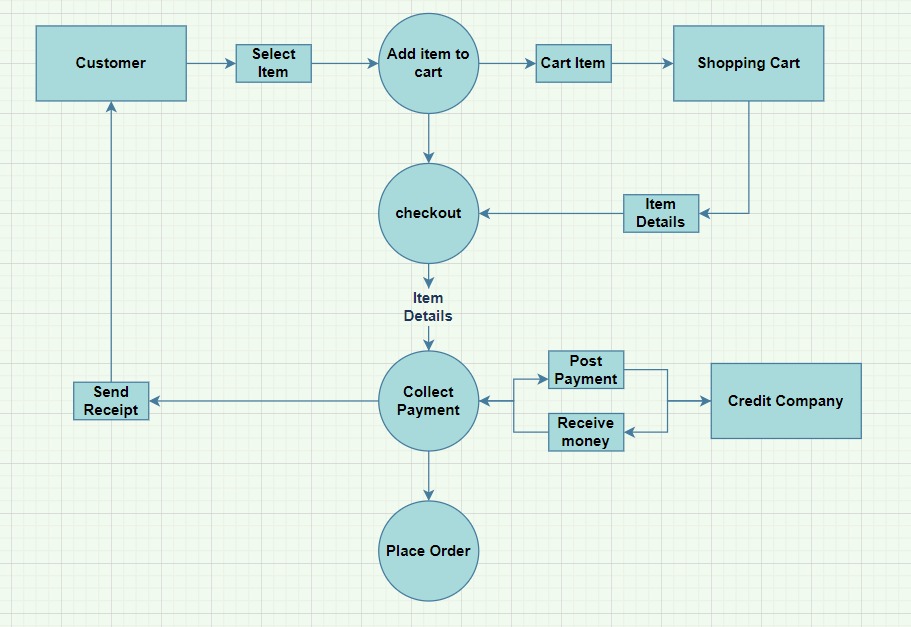 Customer
Select
Item
Add item to
cart
Cart Item
Shopping Cart
checkout
Item
Details
Item
Details
Send
Receipt
Collect
Payment
Post
Payment
Receive
money
Credit Company
Place Order